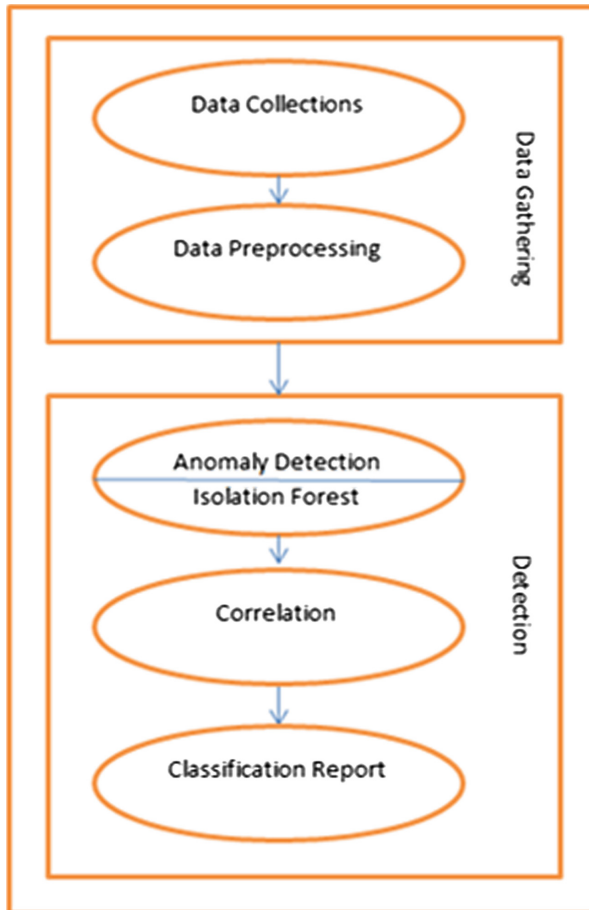 Data Collections
Data Preprocessing
Data Gathering
Anomaly Detection
Isolation Forest
Correlation
Classification Report
Detection